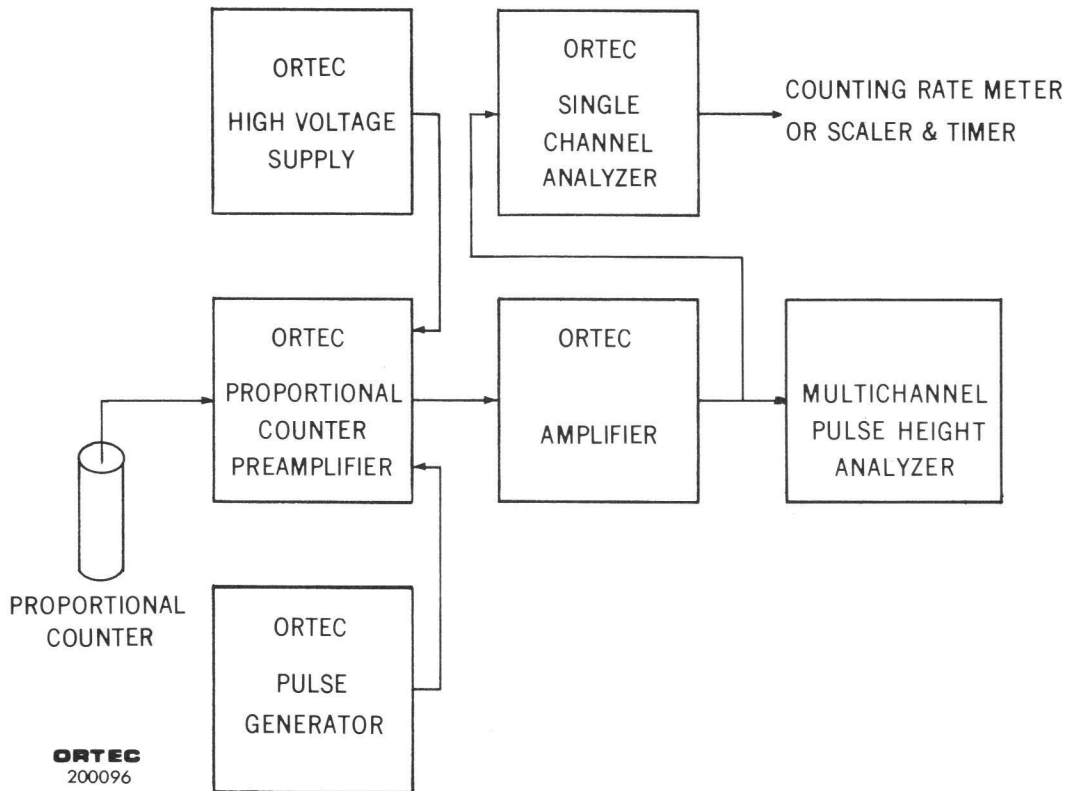 ORTEC
HIGH VOLTAGE
SUPPLY
ORTEC
SINGLE
CHANNEL
ANALYZER
COUNTING RATE METER
OR SCALER & TIMER
ORTEC
PROPORTIONAL
COUNTER
PREAMPLIFIER
ORTEC
AMPLIFIER
MULTICHANNEL
PULSE HEIGHT
ANALYZER
PROPORTIONAL
COUNTER
ORTEC
PULSE
GENERATOR
ORTEC
200096